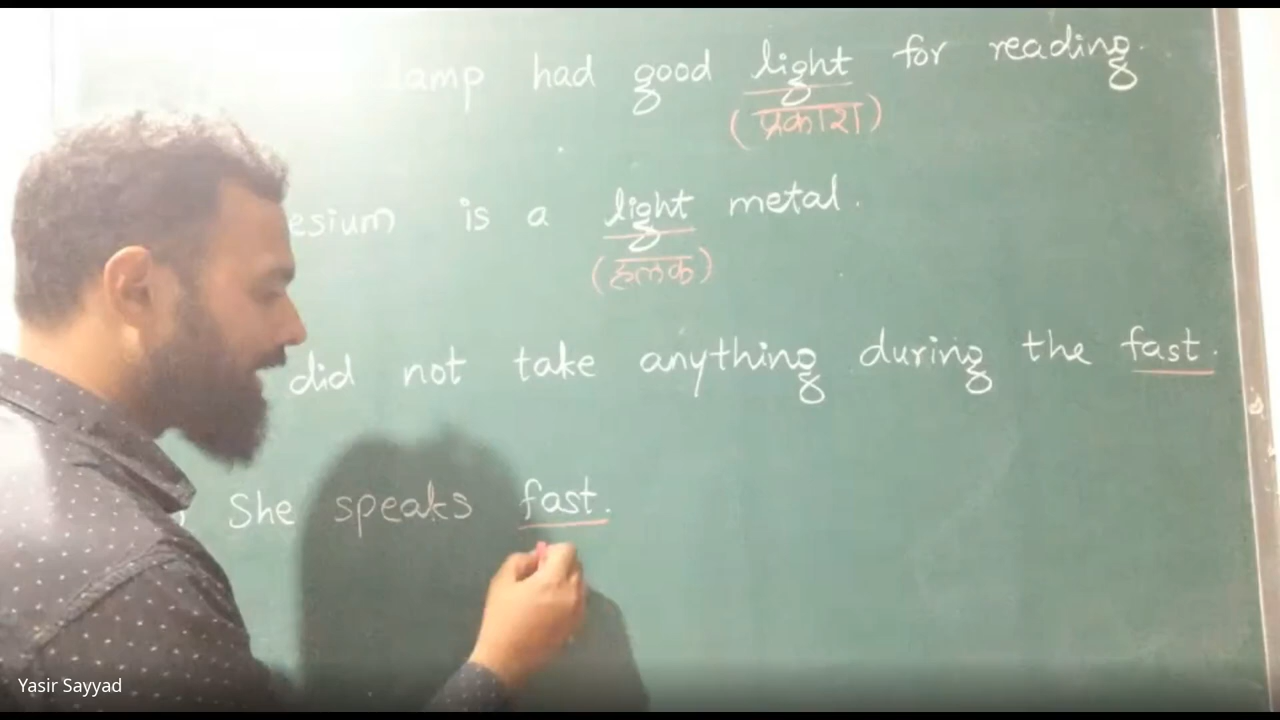 lamp had good light for reading.
(प्रकाश)
esium is a light metal.
(हलक)
did not take anything during the fast.
She speaks fast.
Yasir Sayyad